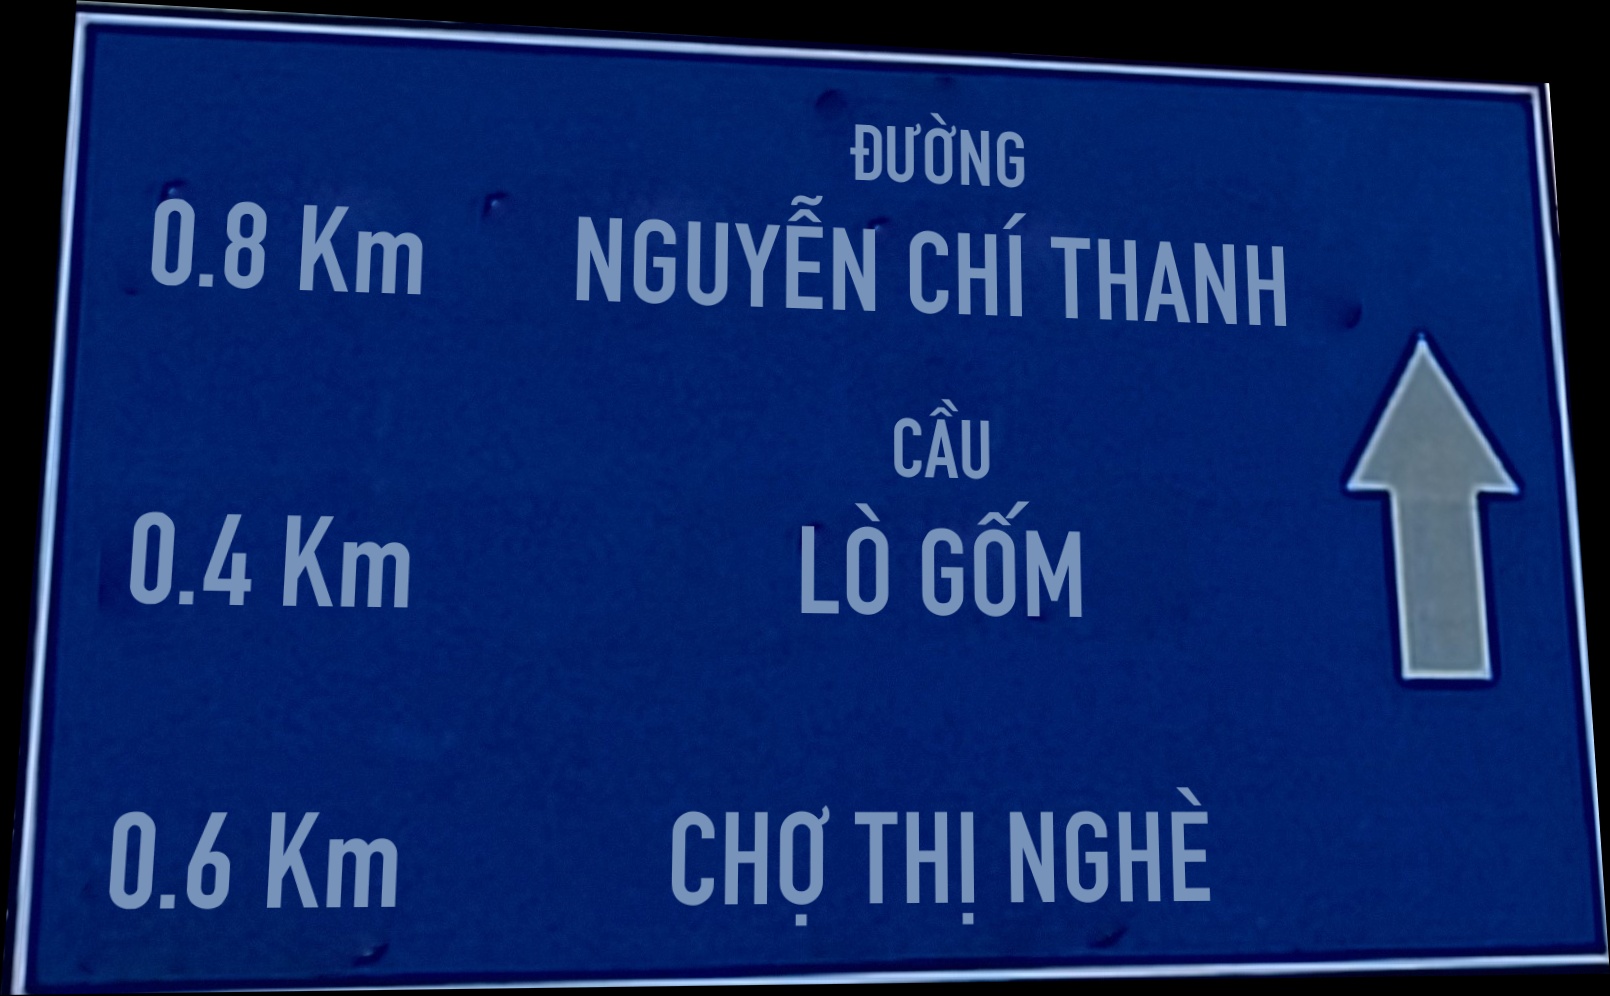 ĐƯỜNG
0.8 Km NGUYỄN CHÍ THANH
CẦU
0.4 Km LÒ GỐM
0.6 Km CHỢ THỊ NGHÈ